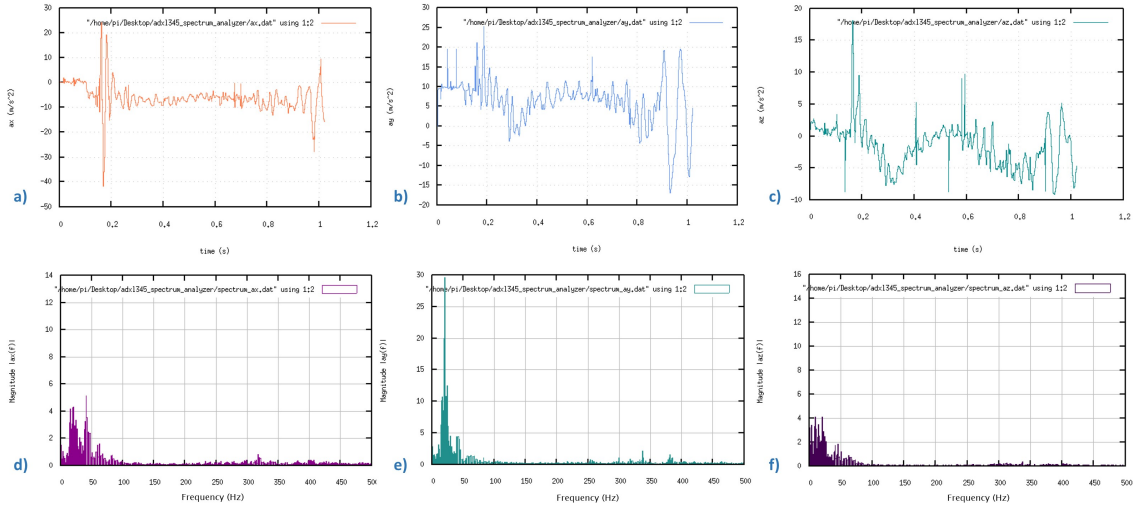 "/home/pi/Desktop/adxl345_spectrum_analyzer/ax.dat" using 1:2
30
20
10
0
-10
-20
-30
-40
-50
ax (m/s^2)
0 0.2 0.4 0.6 0.8 1 1.2
time (s)
a)
"/home/pi/Desktop/adxl345_spectrum_analyzer/ay.dat" using 1:2
30
25
20
15
10
5
0
-5
-10
-15
-20
ay (m/s^2)
0 0.2 0.4 0.6 0.8 1 1.2
time (s)
b)
"/home/pi/Desktop/adxl345_spectrum_analyzer/az.dat" using 1:2
20
15
10
5
0
-5
-10
az (m/s^2)
0 0.2 0.4 0.6 0.8 1 1.2
time (s)
c)
"/home/pi/Desktop/adxl345_spectrum_analyzer/spectrum_ax.dat" using 1:2
14
12
10
8
6
4
2
0
Magnitude |ax(f)|
0 50 100 150 200 250 300 350 400 450 500
Frequency (Hz)
d)
"/home/pi/Desktop/adxl345_spectrum_analyzer/spectrum_ay.dat" using 1:2
30
25
20
15
10
5
0
Magnitude |ay(f)|
0 50 100 150 200 250 300 350 400 450 500
Frequency (Hz)
e)
"/home/pi/Desktop/adxl345_spectrum_analyzer/spectrum_az.dat" using 1:2
16
14
12
10
8
6
4
2
0
Magnitude |az(f)|
0 50 100 150 200 250 300 350 400 450 500
Frequency (Hz)
f)